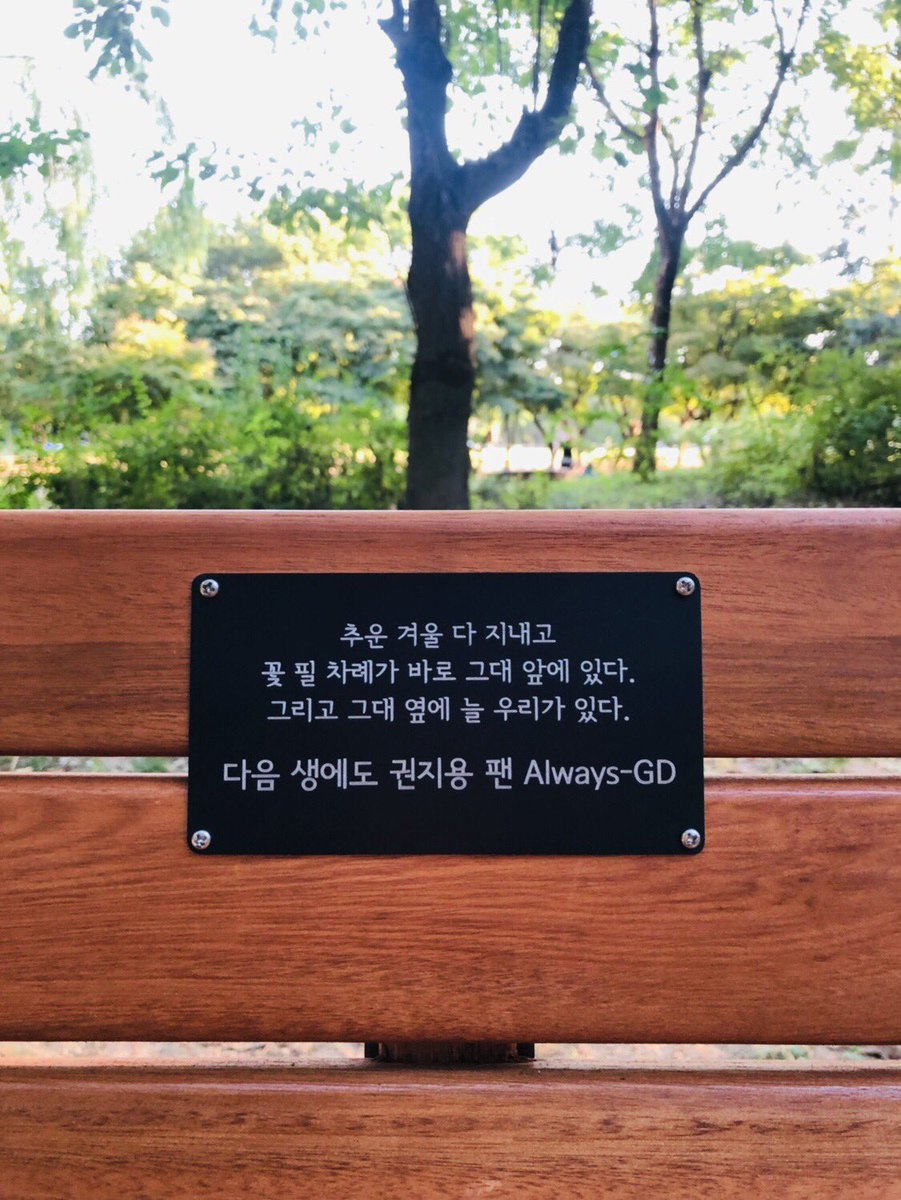 추운 겨울 다 지내고
꽃 필 차례가 바로 그대 앞에 있다.
그리고 그대 옆에 늘 우리가 있다.
다음 생에도 권지용 팬 Always-GD